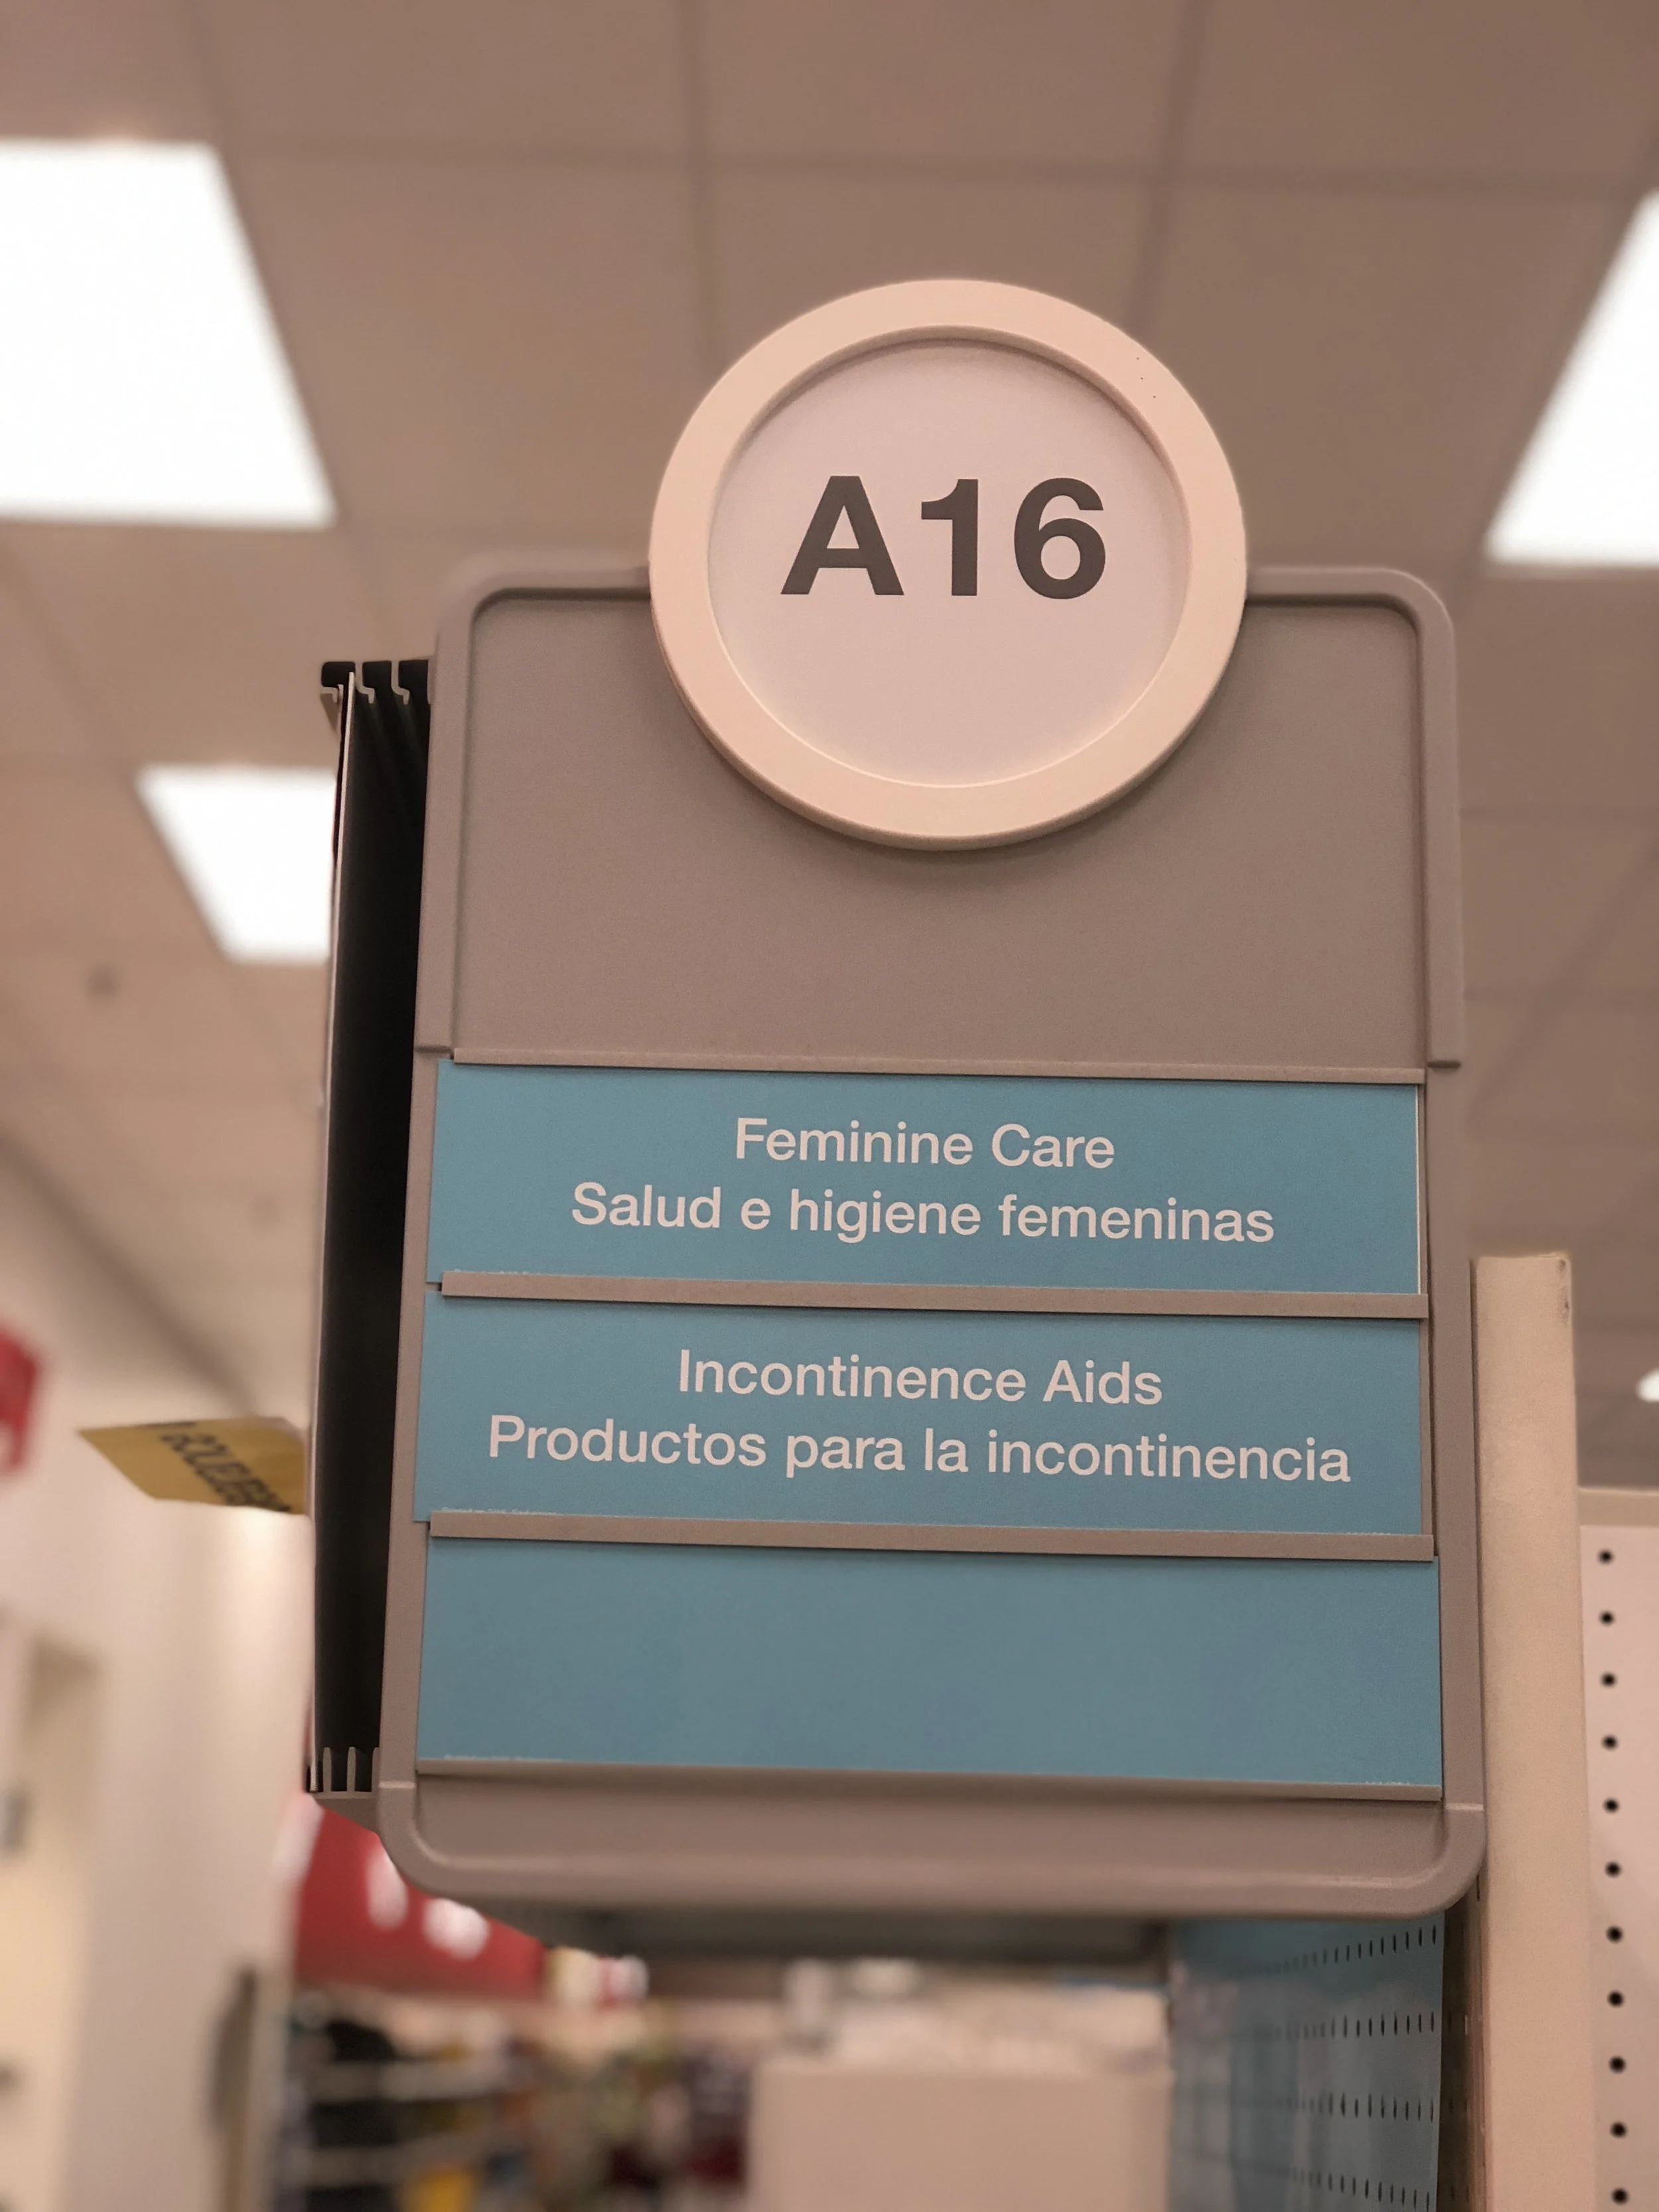 A16
Feminine Care
Salud e higiene femeninas
Incontinence Aids
Productos para la incontinencia